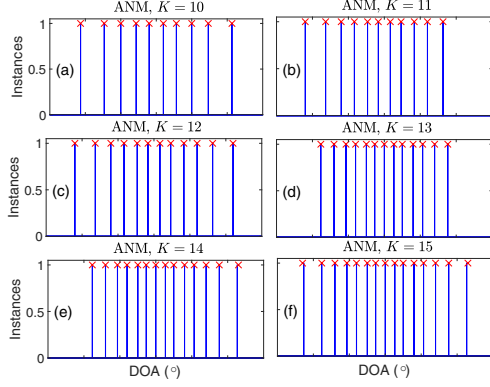 ANM, K = 10
ANM, K = 11
Instances
1
0.5
0
(a)
(b)
ANM, K = 12
ANM, K = 13
Instances
1
0.5
0
(c)
(d)
ANM, K = 14
ANM, K = 15
Instances
1
0.5
0
(e)
(f)
DOA (°)
DOA (°)